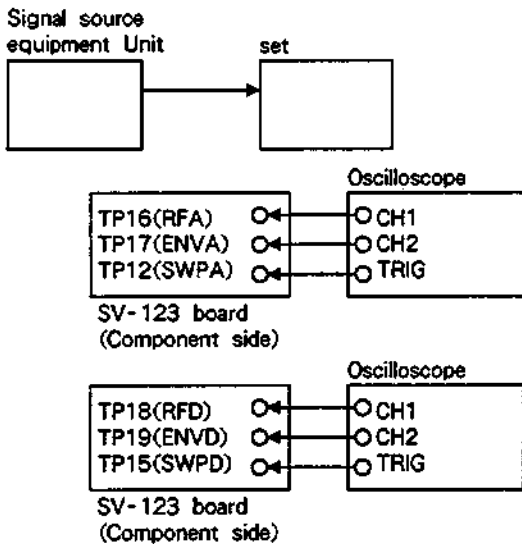 Signal source
equipment Unit
set
Oscilloscope
TP16(RFA)
CH1
TP17(ENVA)
CH2
TP12(SWPA)
TRIG
SV-123 board
(Component side)
Oscilloscope
TP18(RFD)
CH1
TP19(ENVD)
CH2
TP15(SWPD)
TRIG
SV-123 board
(Component side)